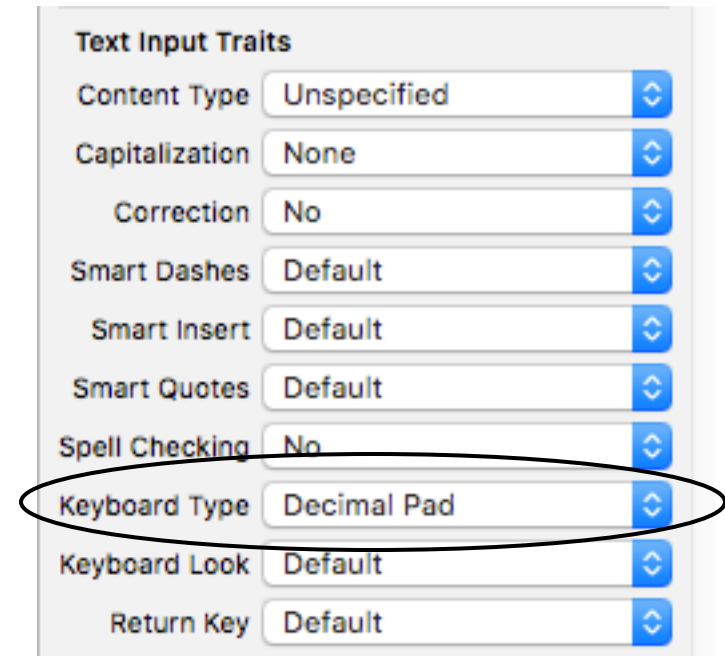 Text Input Traits
Content Type Unspecified
Capitalization None
Correction No
Smart Dashes Default
Smart Insert Default
Smart Quotes Default
Spell Checking No
Keyboard Type Decimal Pad
Keyboard Look Default
Return Key Default